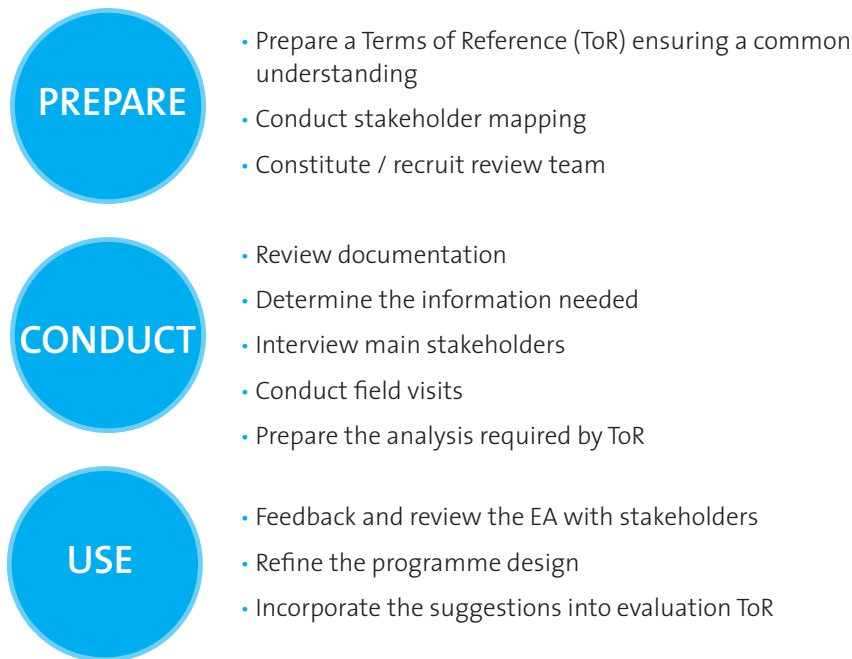 PREPARE
• Prepare a Terms of Reference (ToR) ensuring a common
understanding
• Conduct stakeholder mapping
• Constitute / recruit review team
CONDUCT
• Review documentation
• Determine the information needed
• Interview main stakeholders
• Conduct field visits
• Prepare the analysis required by ToR
USE
• Feedback and review the EA with stakeholders
• Refine the programme design
• Incorporate the suggestions into evaluation ToR